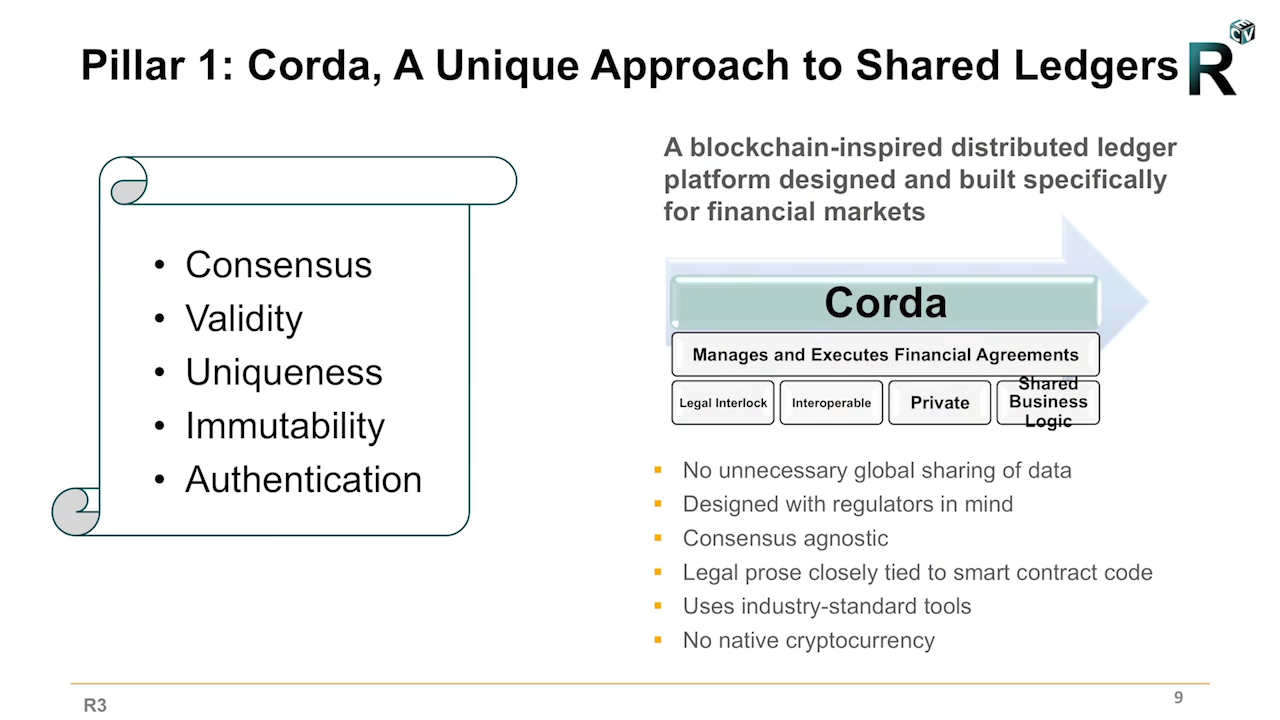 Pillar 1: Corda, A Unique Approach to Shared Ledgers
R
CEV
• Consensus
• Validity
• Uniqueness
• Immutability
• Authentication
A blockchain-inspired distributed ledger
platform designed and built specifically
for financial markets
Corda
Manages and Executes Financial Agreements
Legal Interlock
Interoperable
Private
Shared
Business
Logic
▪ No unnecessary global sharing of data
▪ Designed with regulators in mind
▪ Consensus agnostic
▪ Legal prose closely tied to smart contract code
▪ Uses industry-standard tools
▪ No native cryptocurrency
R3
9